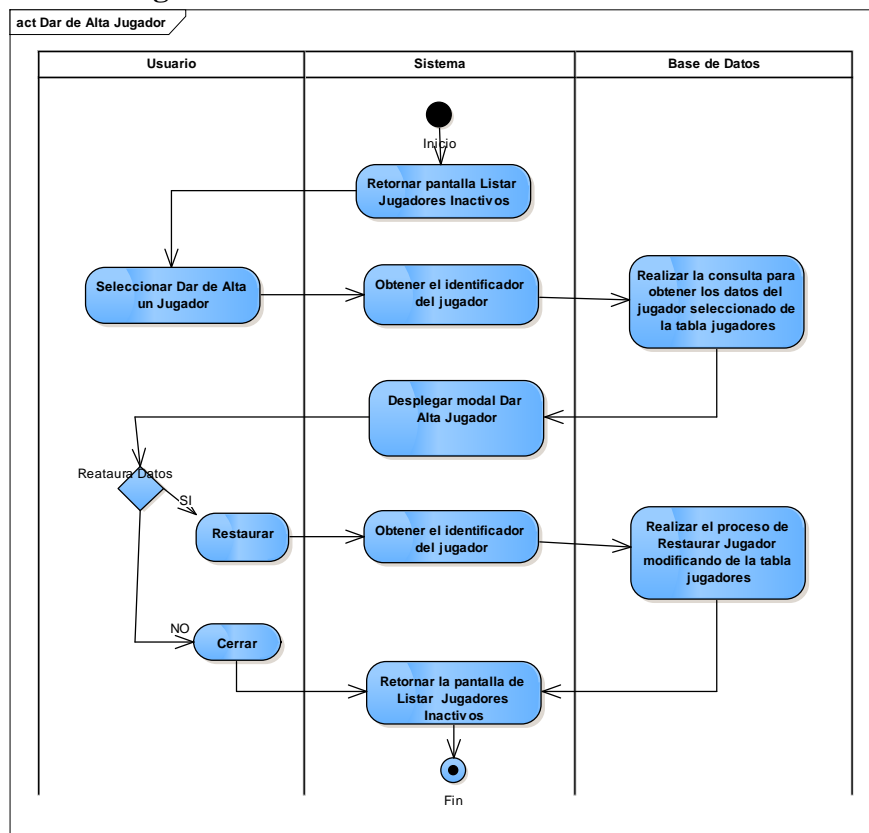 act Dar de Alta Jugador
Usuario
Sistema
Base de Datos
Inicio
Retornar pantalla Listar
Jugadores Inactivos
Seleccionar Dar de Alta
un Jugador
Obtener el identificador
del jugador
Realizar la consulta para
obtener los datos del
jugador seleccionado de
la tabla jugadores
Desplegar modal Dar
Alta Jugador
Reataura Datos
SI
Restaurar
Obtener el identificador
del jugador
Realizar el proceso de
Restaurar Jugador
modificando de la tabla
jugadores
NO
Cerrar
Retornar la pantalla de
Listar Jugadores
Inactivos
Fin